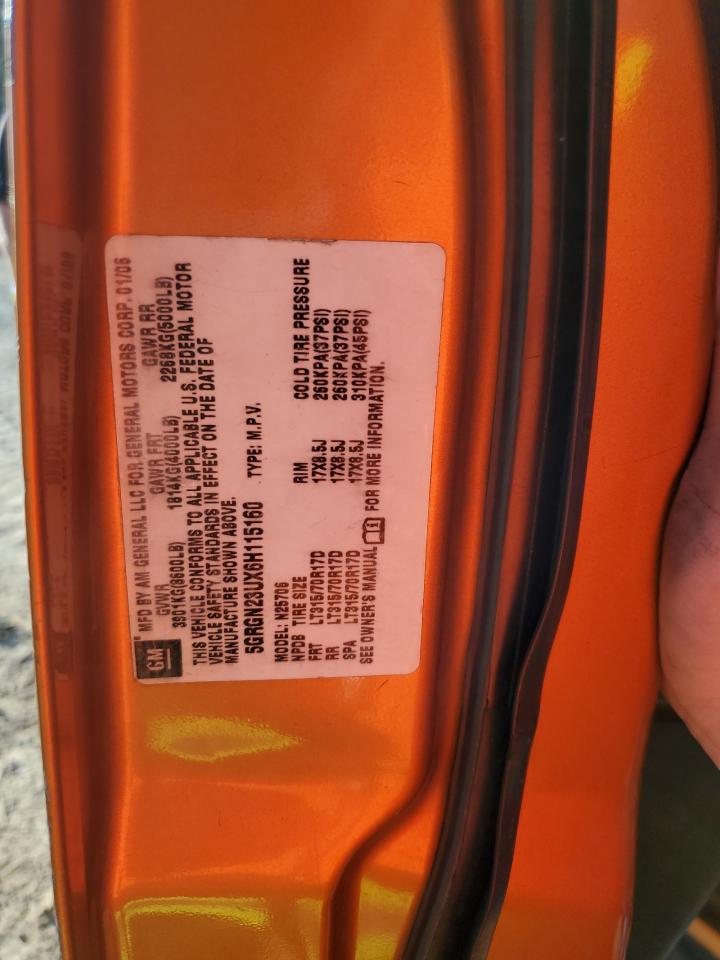 GM
MFD BY AM GENERAL LLC FOR GENERAL MOTORS CORP. 01/06
GVWR GAWR FRT GAWR RR
3901KG(8600LB) 1814KG(4000LB) 2268KG(5000LB)
THIS VEHICLE CONFORMS TO ALL APPLICABLE U.S. FEDERAL MOTOR
VEHICLE SAFETY STANDARDS IN EFFECT ON THE DATE OF
MANUFACTURE SHOWN ABOVE.
5GRGN23UX6H115160 TYPE: M.P.V.
MODEL: N25706
NPDB TIRE SIZE RIM COLD TIRE PRESSURE
FRT LT315/70R17D 17X8.5J 260KPA(37PSI)
RR LT315/70R17D 17X8.5J 260KPA(37PSI)
SPA LT315/70R17D 17X8.5J 310KPA(45PSI)
SEE OWNER'S MANUAL FOR MORE INFORMATION.